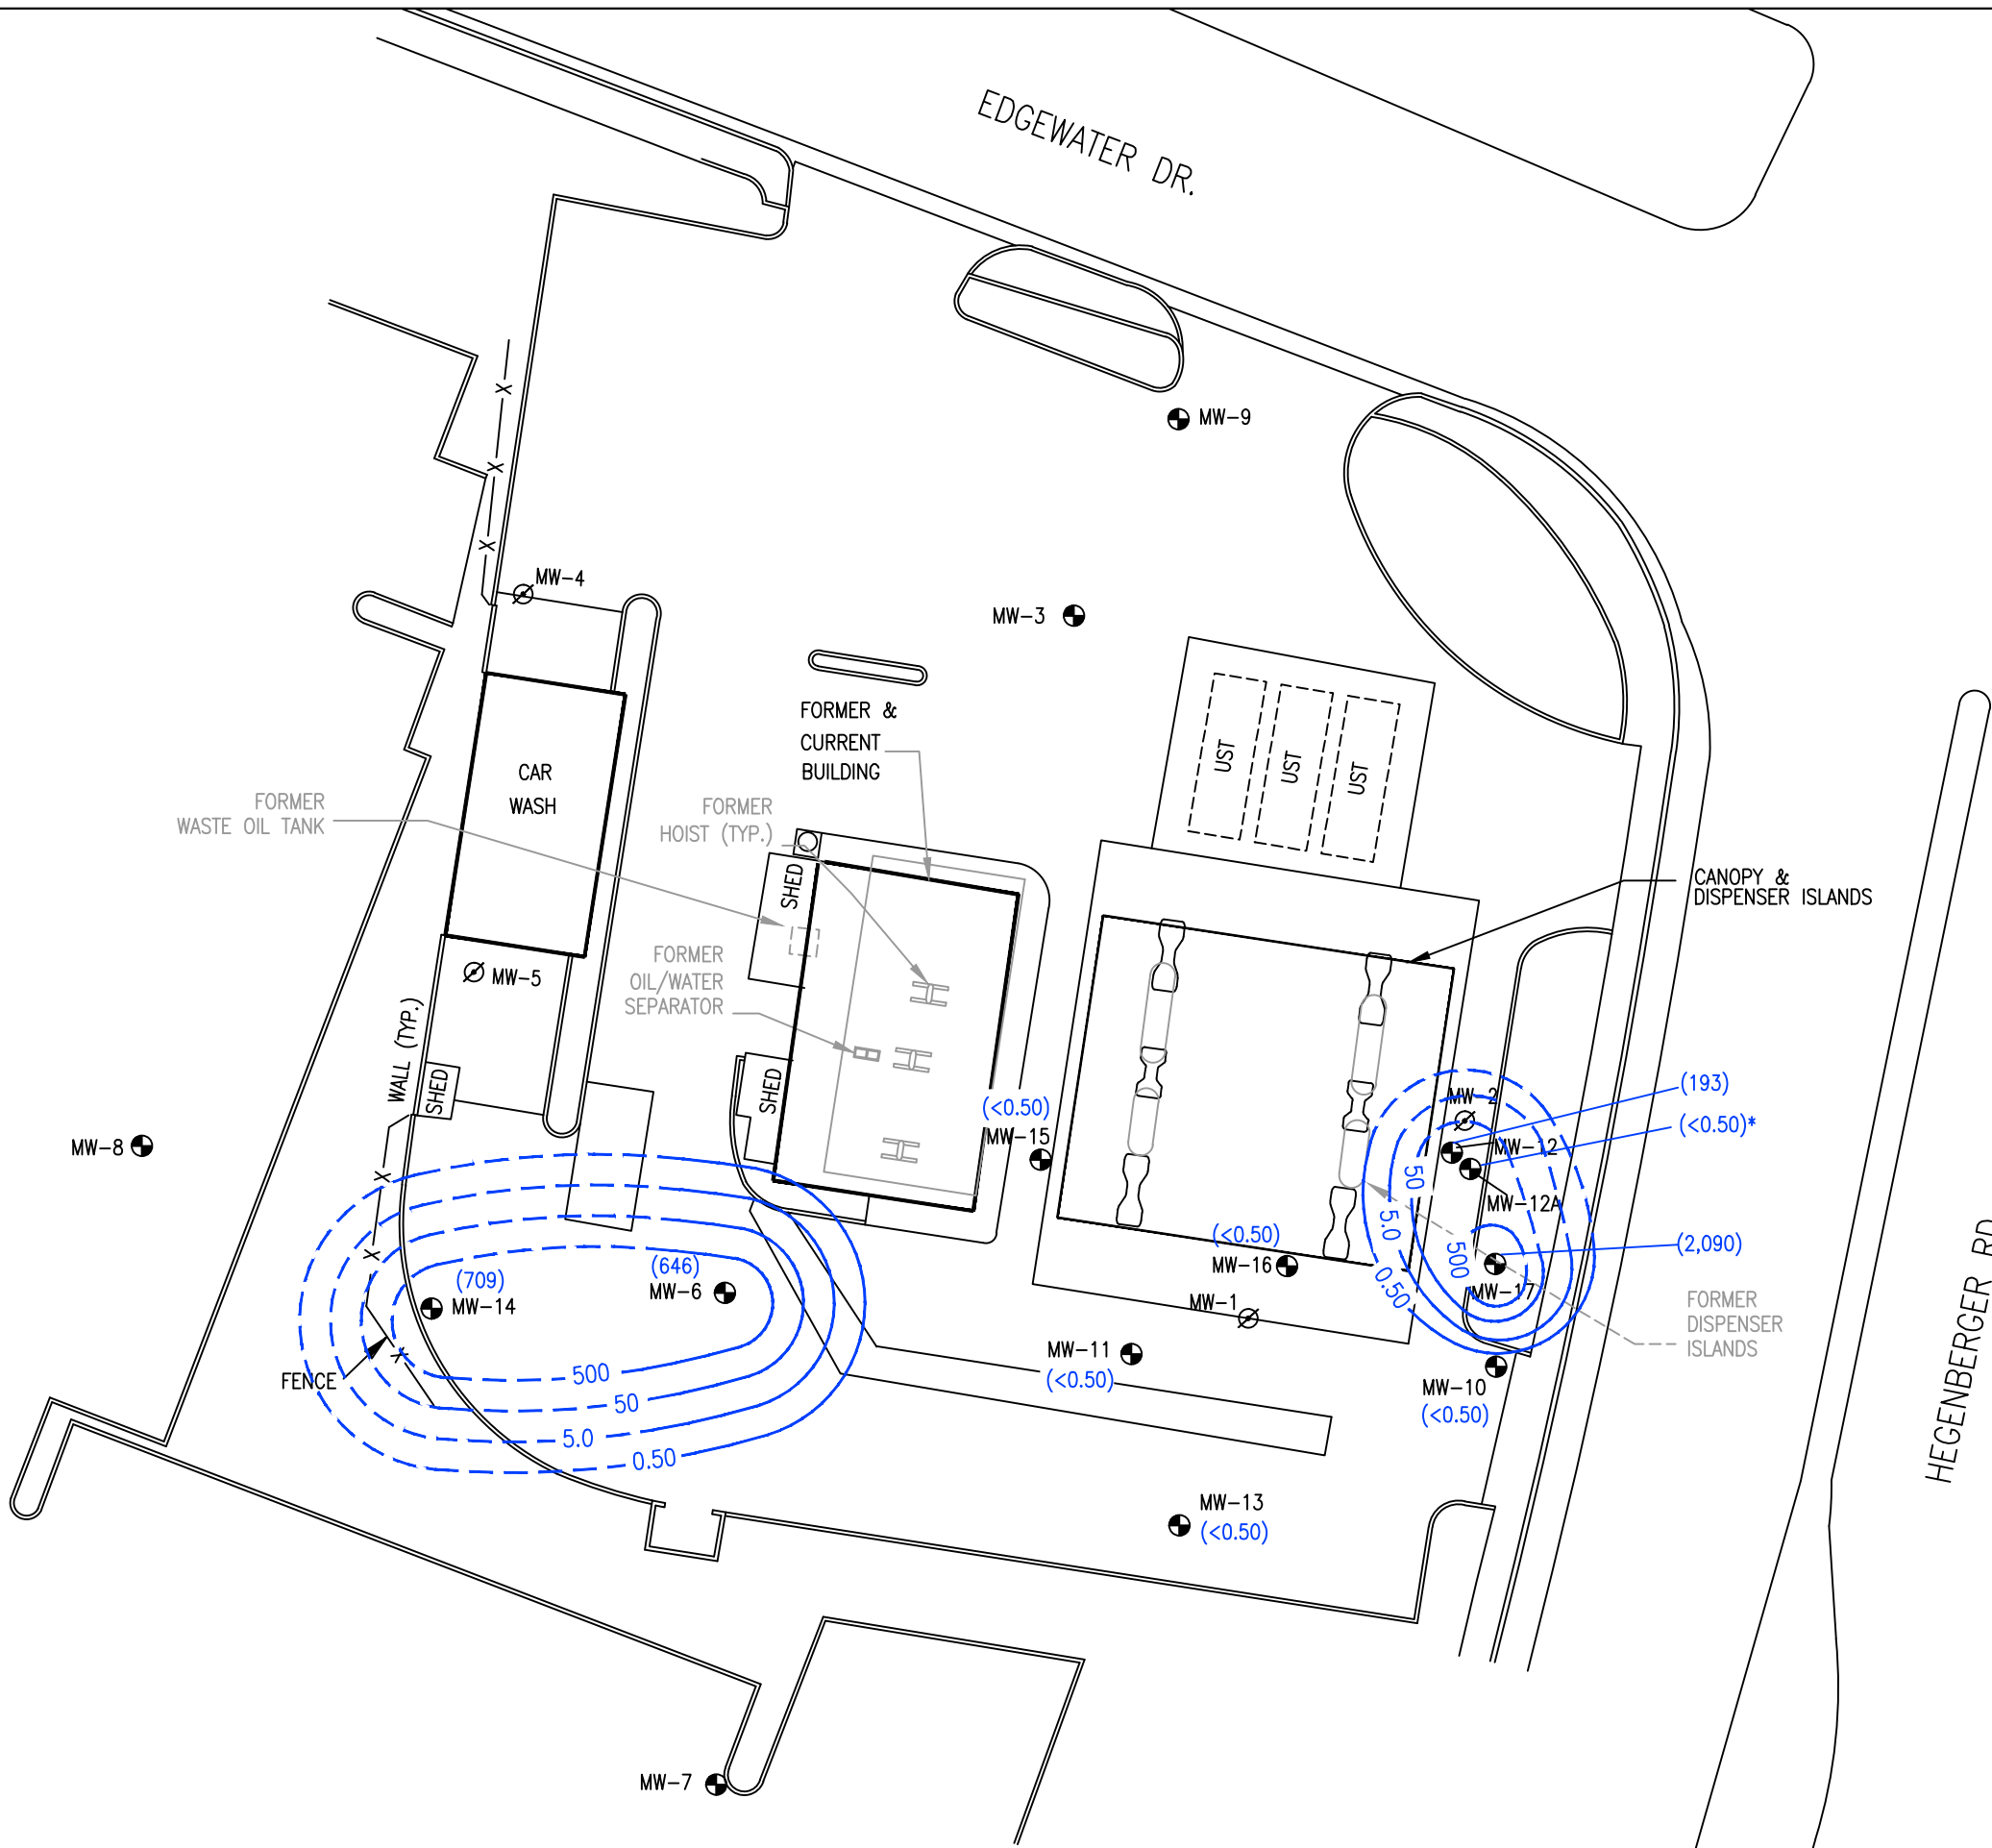 EDGEWATER DR.
MW-9
X
X
X
MW-4
MW-3
FORMER &
CURRENT
BUILDING
UST
UST
UST
CAR
WASH
FORMER
WASTE OIL TANK
FORMER
HOIST (TYP.)
SHED
CANOPY &
DISPENSER ISLANDS
FORMER
OIL/WATER
SEPARATOR
MW-5
WALL (TYP.)
SHED
SHED
(<0.50)
MW-15
MW-2
(193)
(<0.50)*
MW-12
MW-12A
MW-8
X
X
X
50
5.0
500
0.50
(2,090)
MW-17
(<0.50)
MW-16
MW-1
FORMER
DISPENSER
ISLANDS
(709)
MW-14
(646)
MW-6
FENCE
500
50
5.0
0.50
MW-11
(<0.50)
MW-10
(<0.50)
MW-13
(<0.50)
HEGENBERGER RD
MW-7